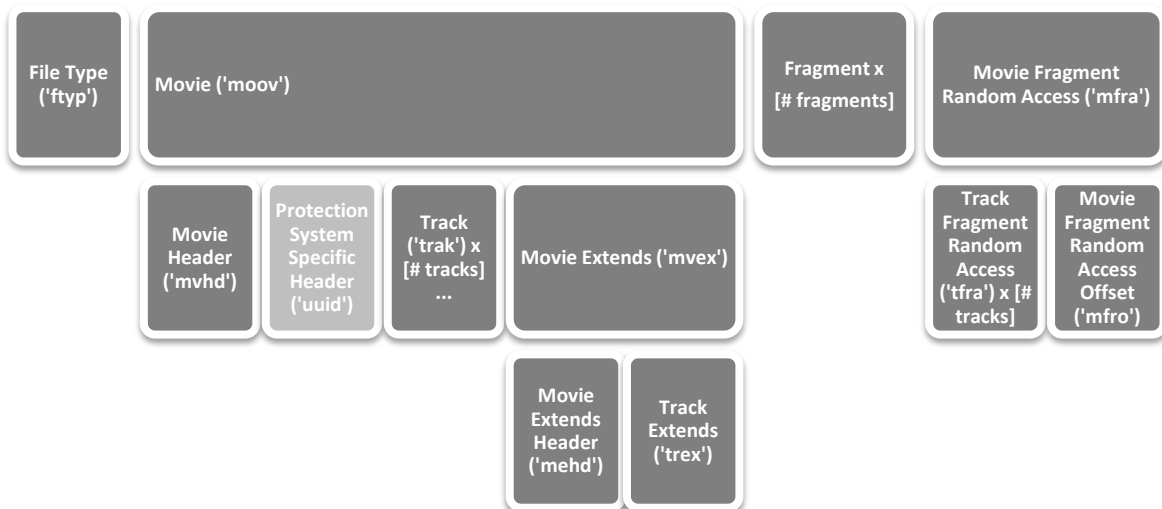 File Type
('ftyp')
Movie ('moov')
Fragment x
[# fragments]
Movie Fragment
Random Access ('mfra')
Movie
Header
('mvhd')
Protection
System
Specific
Header
('uuid')
Track
('trak') x
[# tracks]
...
Movie Extends ('mvex')
Track
Fragment
Random
Access
('tfra') x [#
tracks]
Movie
Fragment
Random
Access
Offset
('mfro')
Movie
Extends
Header
('mehd')
Track
Extends
('trex')